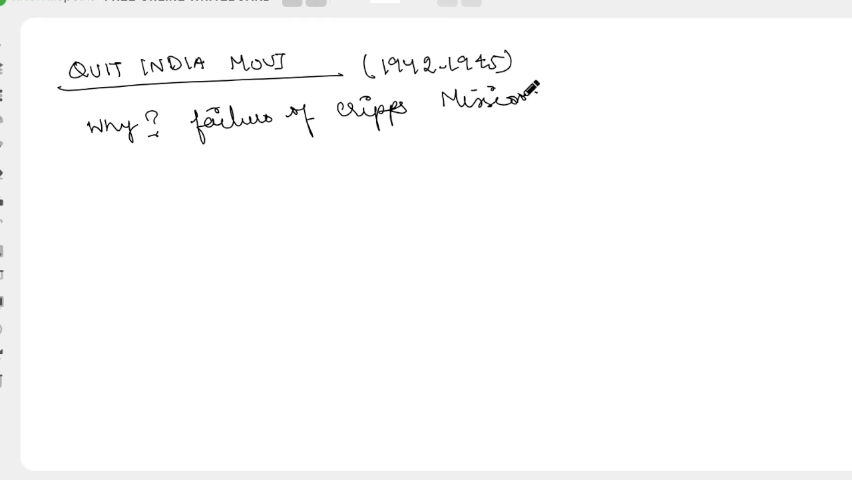 QUIT INDIA MOVT (1942-1945)
Why? failure of Cripps Mission.